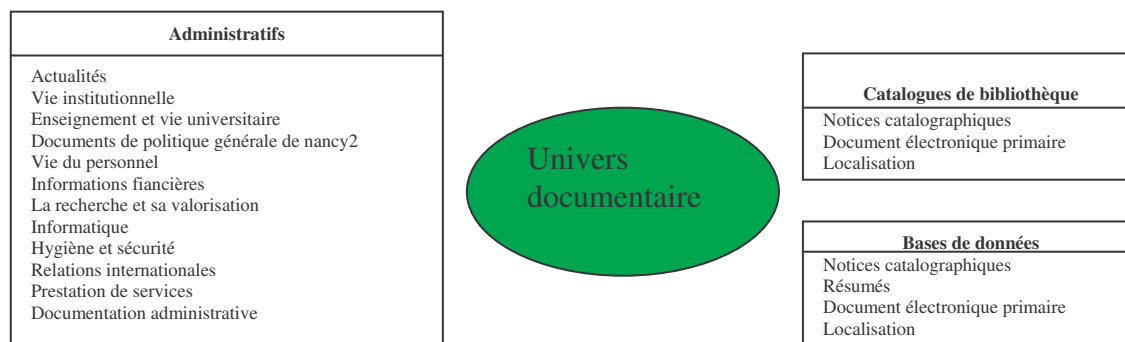 Administratifs
Actualités
Vie institutionnelle
Enseignement et vie universitaire
Documents de politique générale de nancy2
Vie du personnel
Informations fiancières
La recherche et sa valorisation
Informatique
Hygiène et sécurité
Relations internationales
Prestation de services
Documentation administrative
Univers
documentaire
Catalogues de bibliothèque
Notices catalographiques
Document électronique primaire
Localisation
Bases de données
Notices catalographiques
Résumés
Document électronique primaire
Localisation